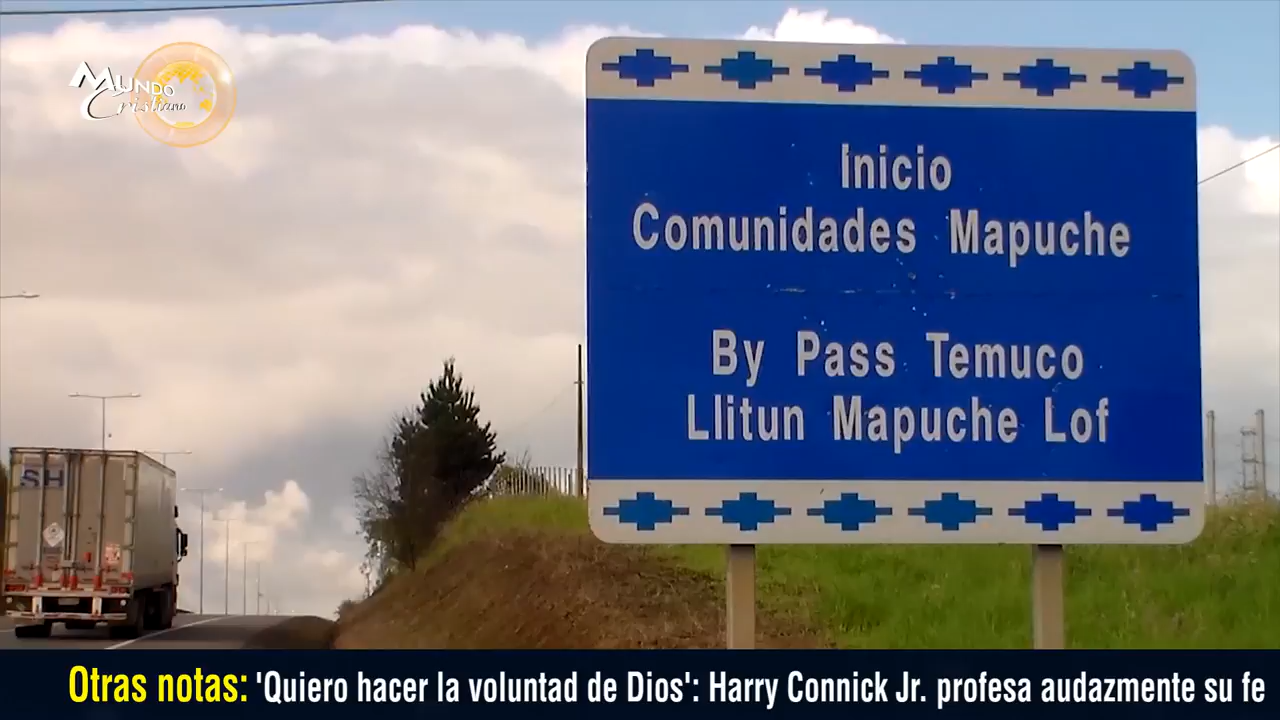 Mundo
Cristiano
Inicio
Comunidades Mapuche
By Pass Temuco
Llitun Mapuche Lof
SH
Otras notas: 'Quiero hacer la voluntad de Dios': Harry Connick Jr. profesa audazmente su fe